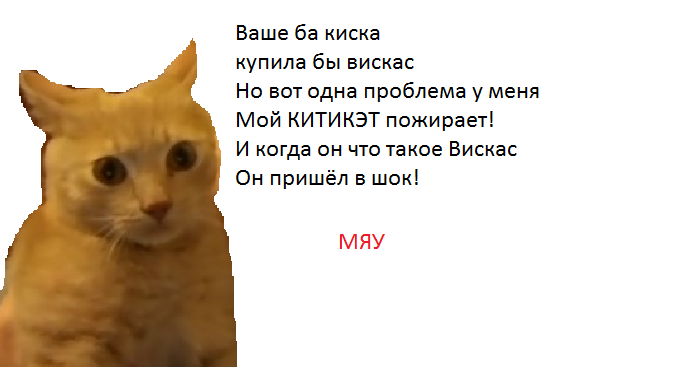 Ваше ба киска
купила бы вискас
Но вот одна проблема у меня
Мой КИТИКЭТ пожирает!
И когда он что такое Вискас
Он пришёл в шок!
МЯУ